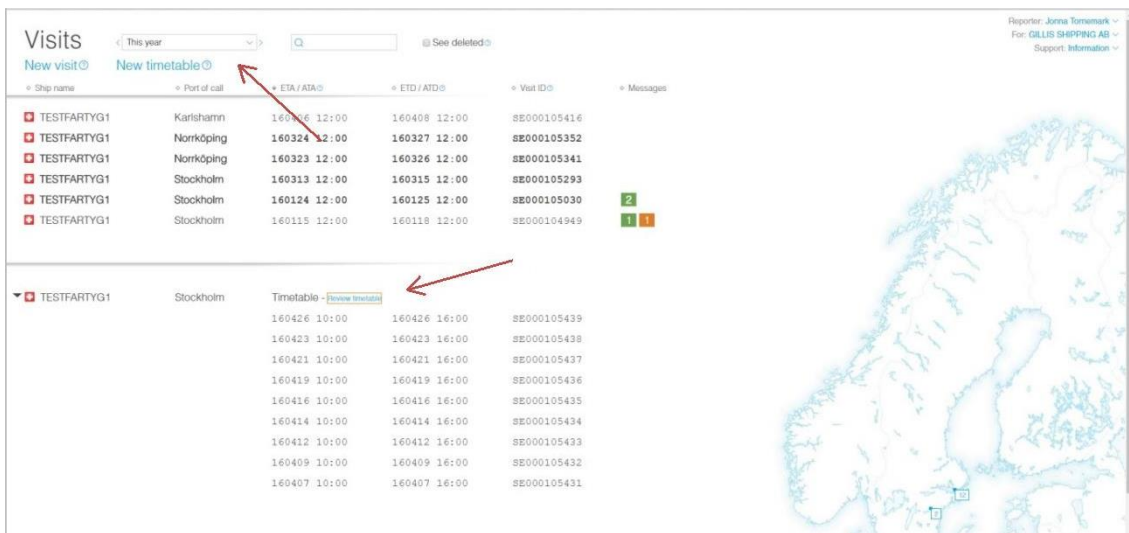 Visits
This year
See deleted
Reporter: Jonna Tornemark
For: GILLIS SHIPPING AB
Support: Information
New visit
New timetable
Ship name Port of call ETA / ATA ETD / ATD Visit ID Messages
TESTFARTYG1 Karlshamn 160406 12:00 160408 12:00 SE000105416
TESTFARTYG1 Norrköping 160324 12:00 160327 12:00 SE000105352
TESTFARTYG1 Norrköping 160323 12:00 160326 12:00 SE000105341
TESTFARTYG1 Stockholm 160313 12:00 160315 12:00 SE000105293
TESTFARTYG1 Stockholm 160124 12:00 160125 12:00 SE000105030 2
TESTFARTYG1 Stockholm 160115 12:00 160118 12:00 SE000104949 1 1
TESTFARTYG1 Stockholm Timetable - Review timetable
160426 10:00 160426 16:00 SE000105439
160423 10:00 160423 16:00 SE000105438
160421 10:00 160421 16:00 SE000105437
160419 10:00 160419 16:00 SE000105436
160416 10:00 160416 16:00 SE000105435
160414 10:00 160414 16:00 SE000105434
160412 10:00 160412 16:00 SE000105433
160409 10:00 160409 16:00 SE000105432
160407 10:00 160407 16:00 SE000105431